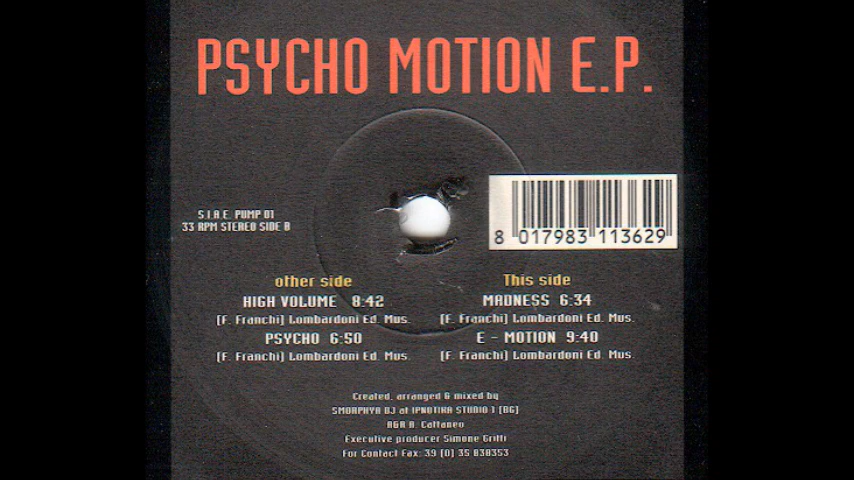 PSYCHO MOTION E.P.
S.I.A.E. PUMP 01
33 RPM STEREO SIDE B
8 017983 113629
other side
HIGH VOLUME 8:42
(F. Franchi) Lombardoni Ed. Mus.
PSYCHO 6:50
(F. Franchi) Lombardoni Ed. Mus.
This side
MADNESS 6:34
(F. Franchi) Lombardoni Ed. Mus.
E - MOTION 9:40
(F. Franchi) Lombardoni Ed. Mus.
Created, arranged & mixed by
SMORPHYA DJ at IPNOTIKA STUDIO 1 (BG)
A&R A. Cattaneo
Executive producer Simone Gritti
For Contact Fax: 39 (0) 35 838353